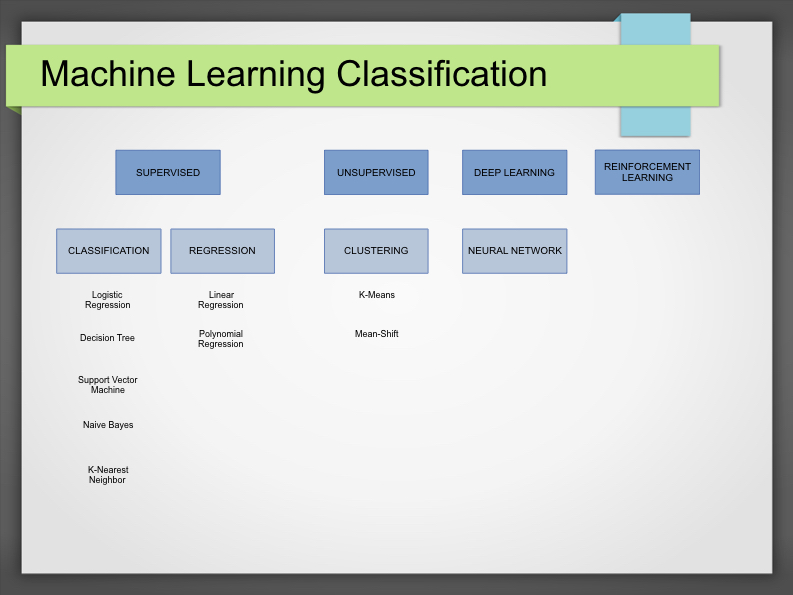 Machine Learning Classification
SUPERVISED
UNSUPERVISED
DEEP LEARNING
REINFORCEMENT
LEARNING
CLASSIFICATION
REGRESSION
CLUSTERING
NEURAL NETWORK
Logistic
Regression
Linear
Regression
K-Means
Decision Tree
Polynomial
Regression
Mean-Shift
Support Vector
Machine
Naive Bayes
K-Nearest
Neighbor